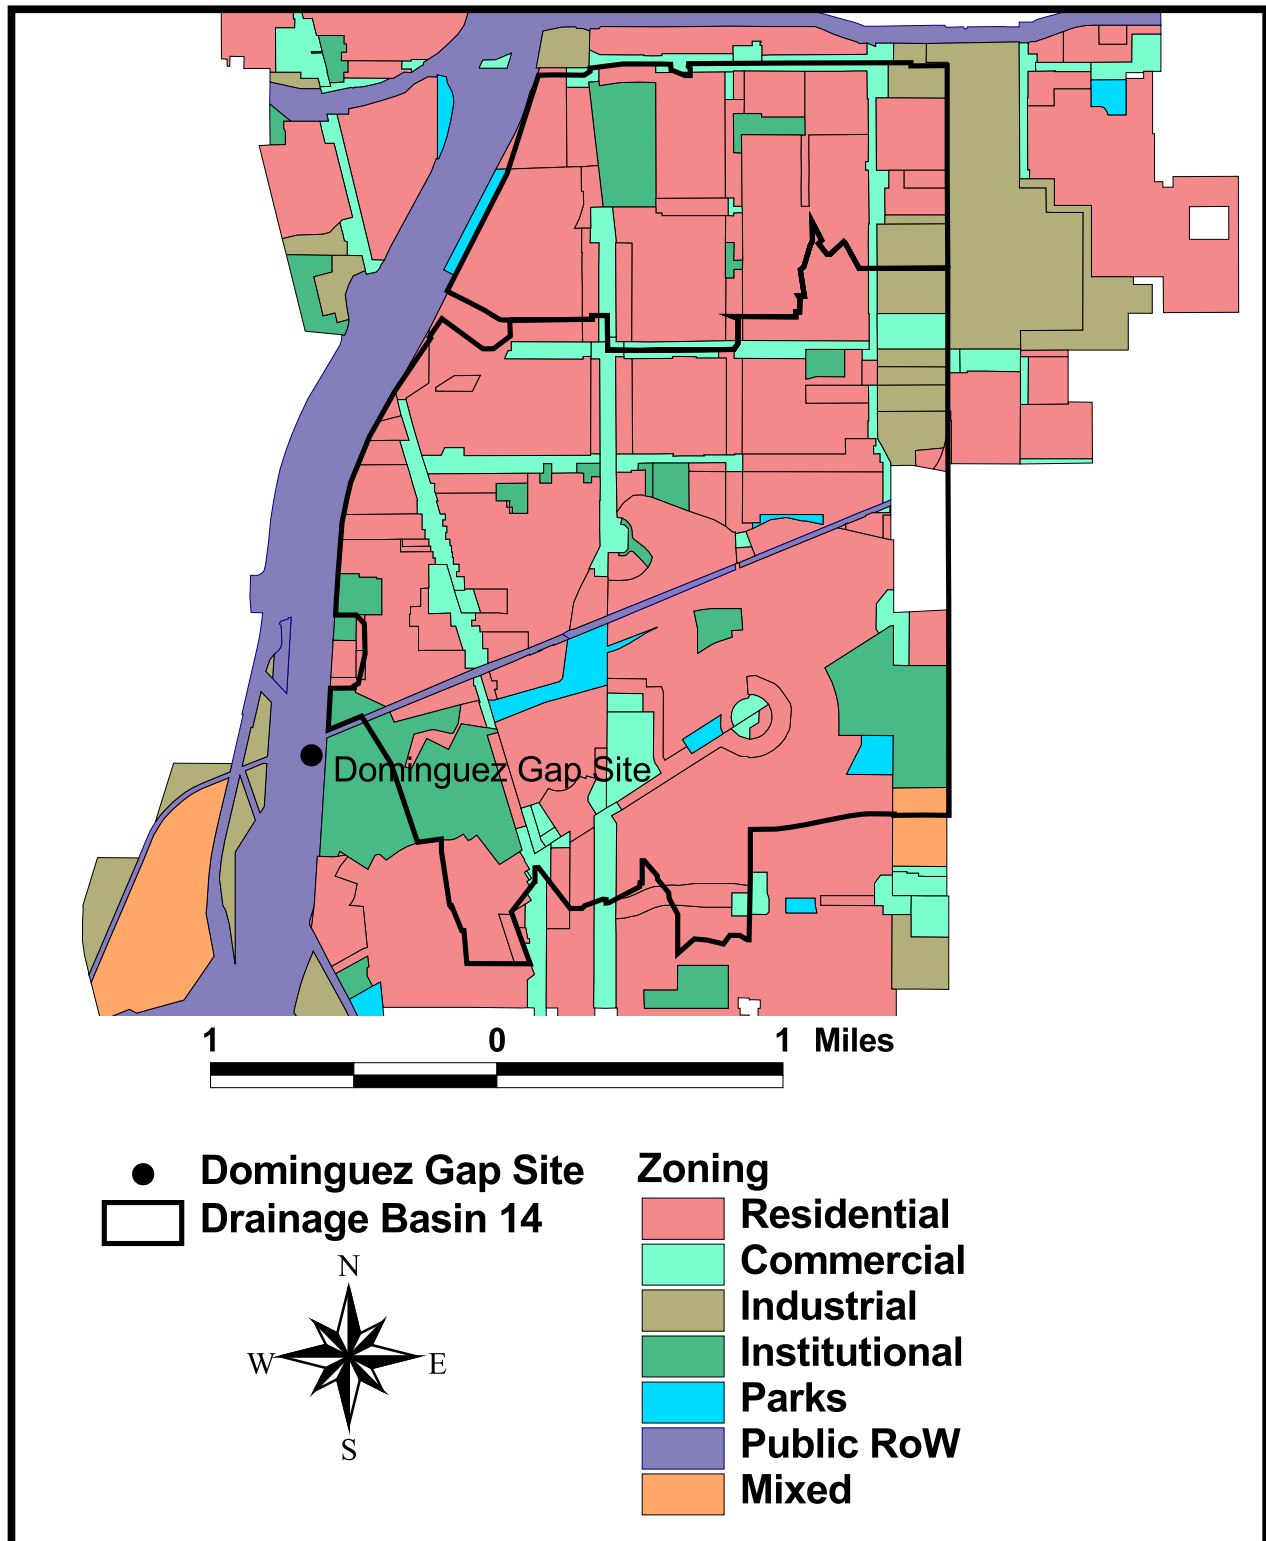 Dominguez Gap Site
1 0 1 Miles
Dominguez Gap Site
Drainage Basin 14
N
W E
S
Zoning
Residential
Commercial
Industrial
Institutional
Parks
Public RoW
Mixed